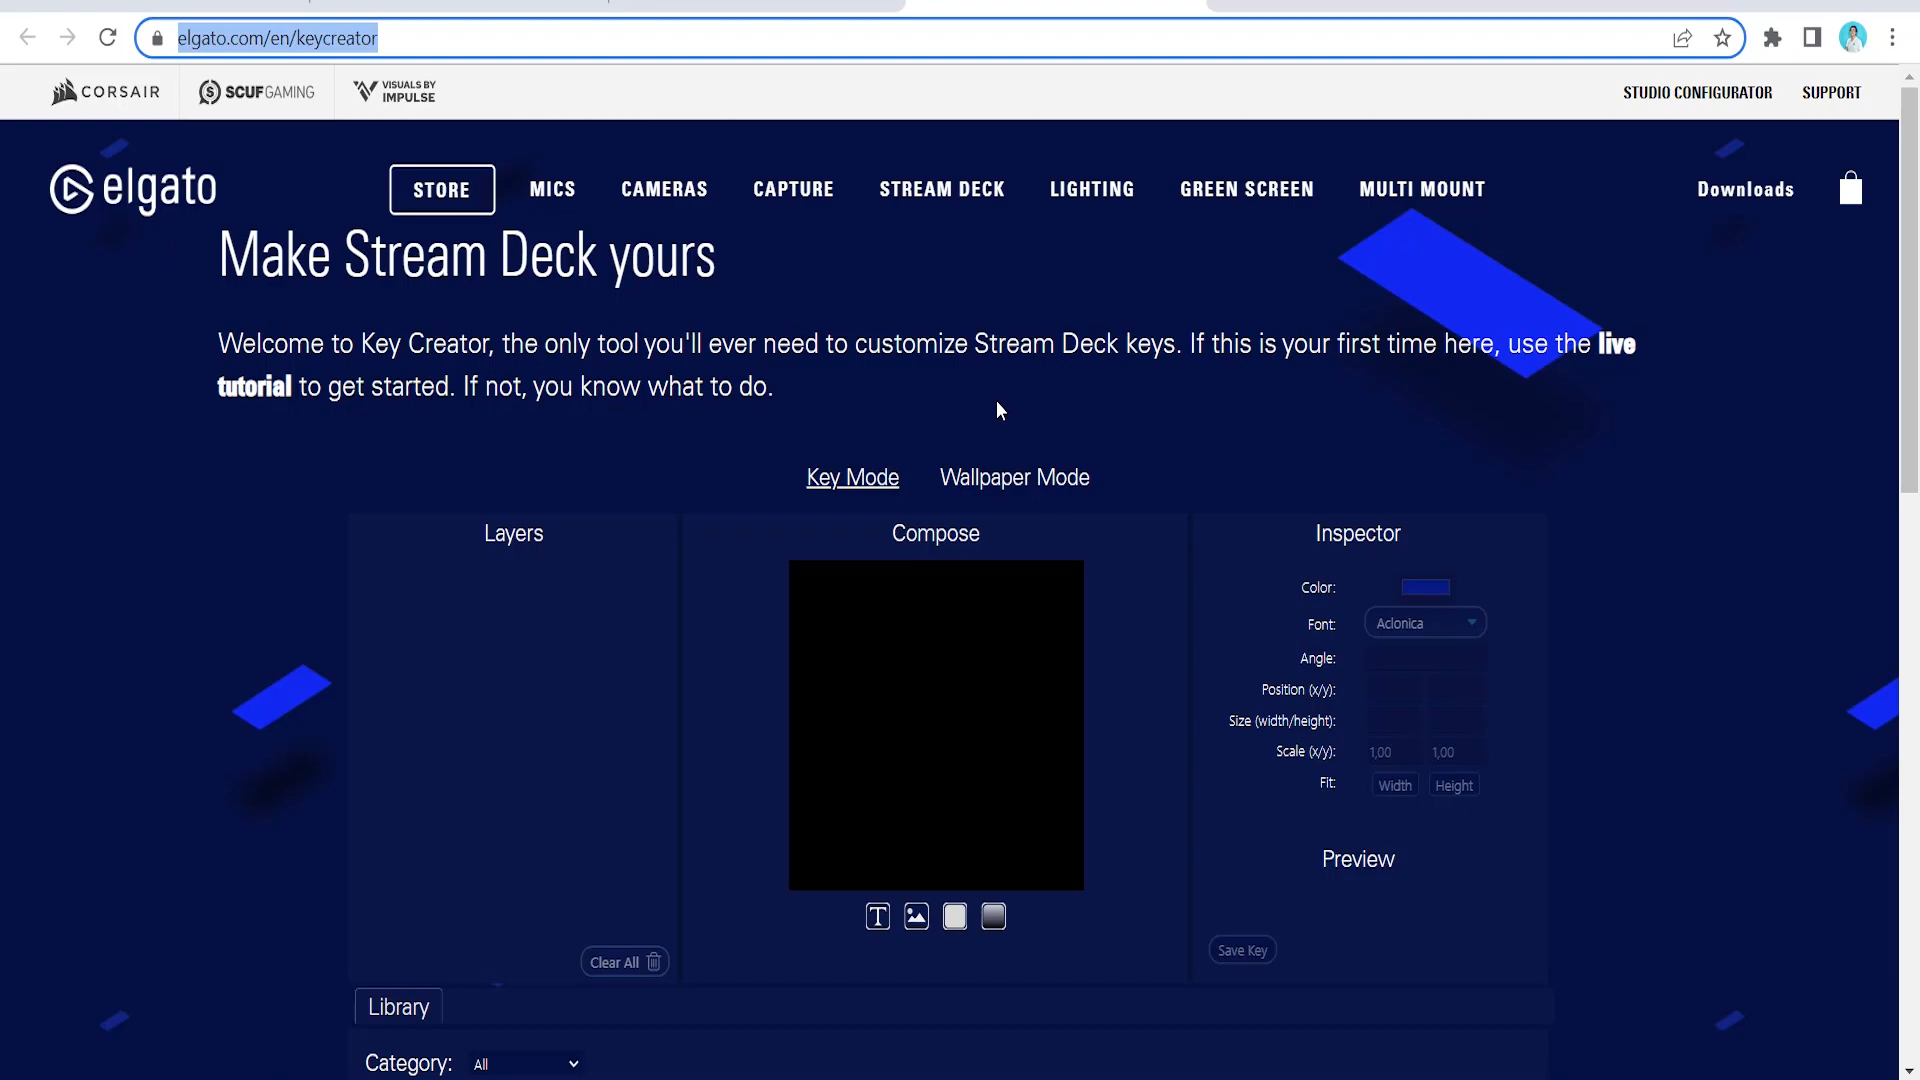 elgato.com/en/keycreator
CORSAIR SCUFGAMING VISUALS BY IMPULSE STUDIO CONFIGURATOR SUPPORT
elgato STORE MICS CAMERAS CAPTURE STREAM DECK LIGHTING GREEN SCREEN MULTI MOUNT Downloads
Make Stream Deck yours
Welcome to Key Creator, the only tool you'll ever need to customize Stream Deck keys. If this is your first time here, use the live
tutorial to get started. If not, you know what to do.
Key Mode Wallpaper Mode
Layers Compose Inspector
Color:
Font: Aclonica
Angle:
Position (x/y):
Size (width/height):
Scale (x/y): 1,00 1,00
Fit: Width Height
Preview
T
Save Key
Clear All
Library
Category: All